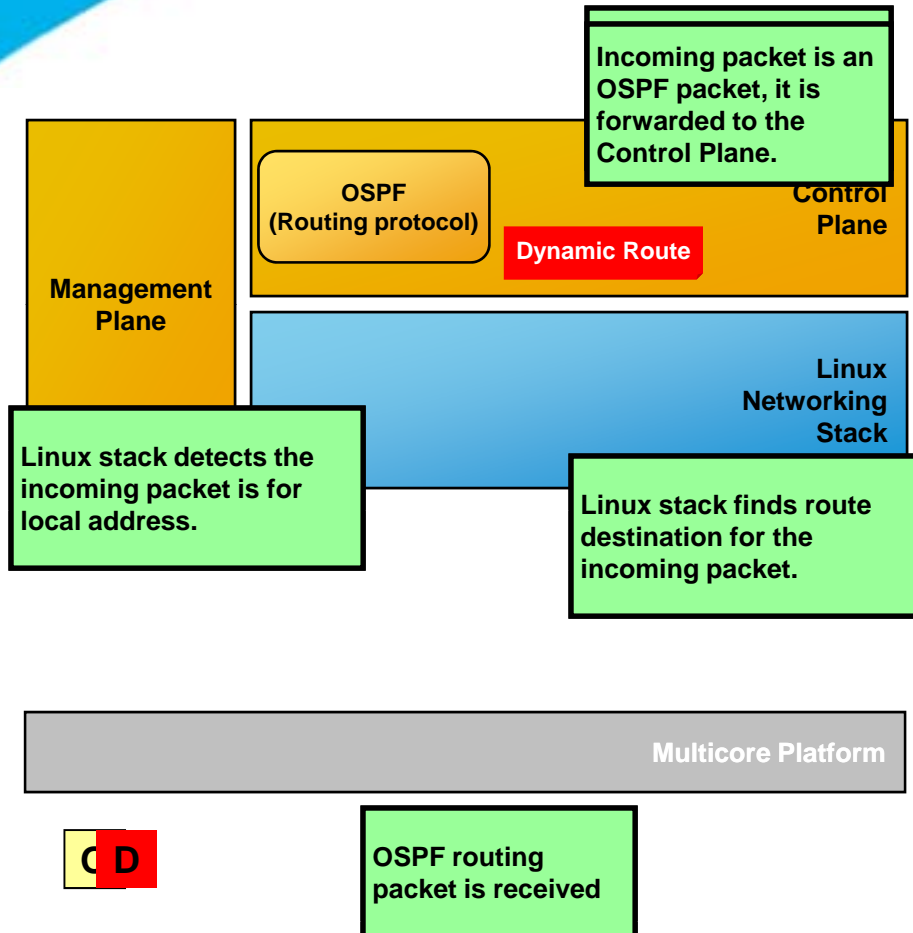 Incoming packet is an
OSPF packet, it is
forwarded to the
Control Plane.
Control
Plane
OSPF
(Routing protocol)
Dynamic Route
Management
Plane
Linux
Networking
Stack
Linux stack detects the
incoming packet is for
local address.
Linux stack finds route
destination for the
incoming packet.
Multicore Platform
D
OSPF routing
packet is received